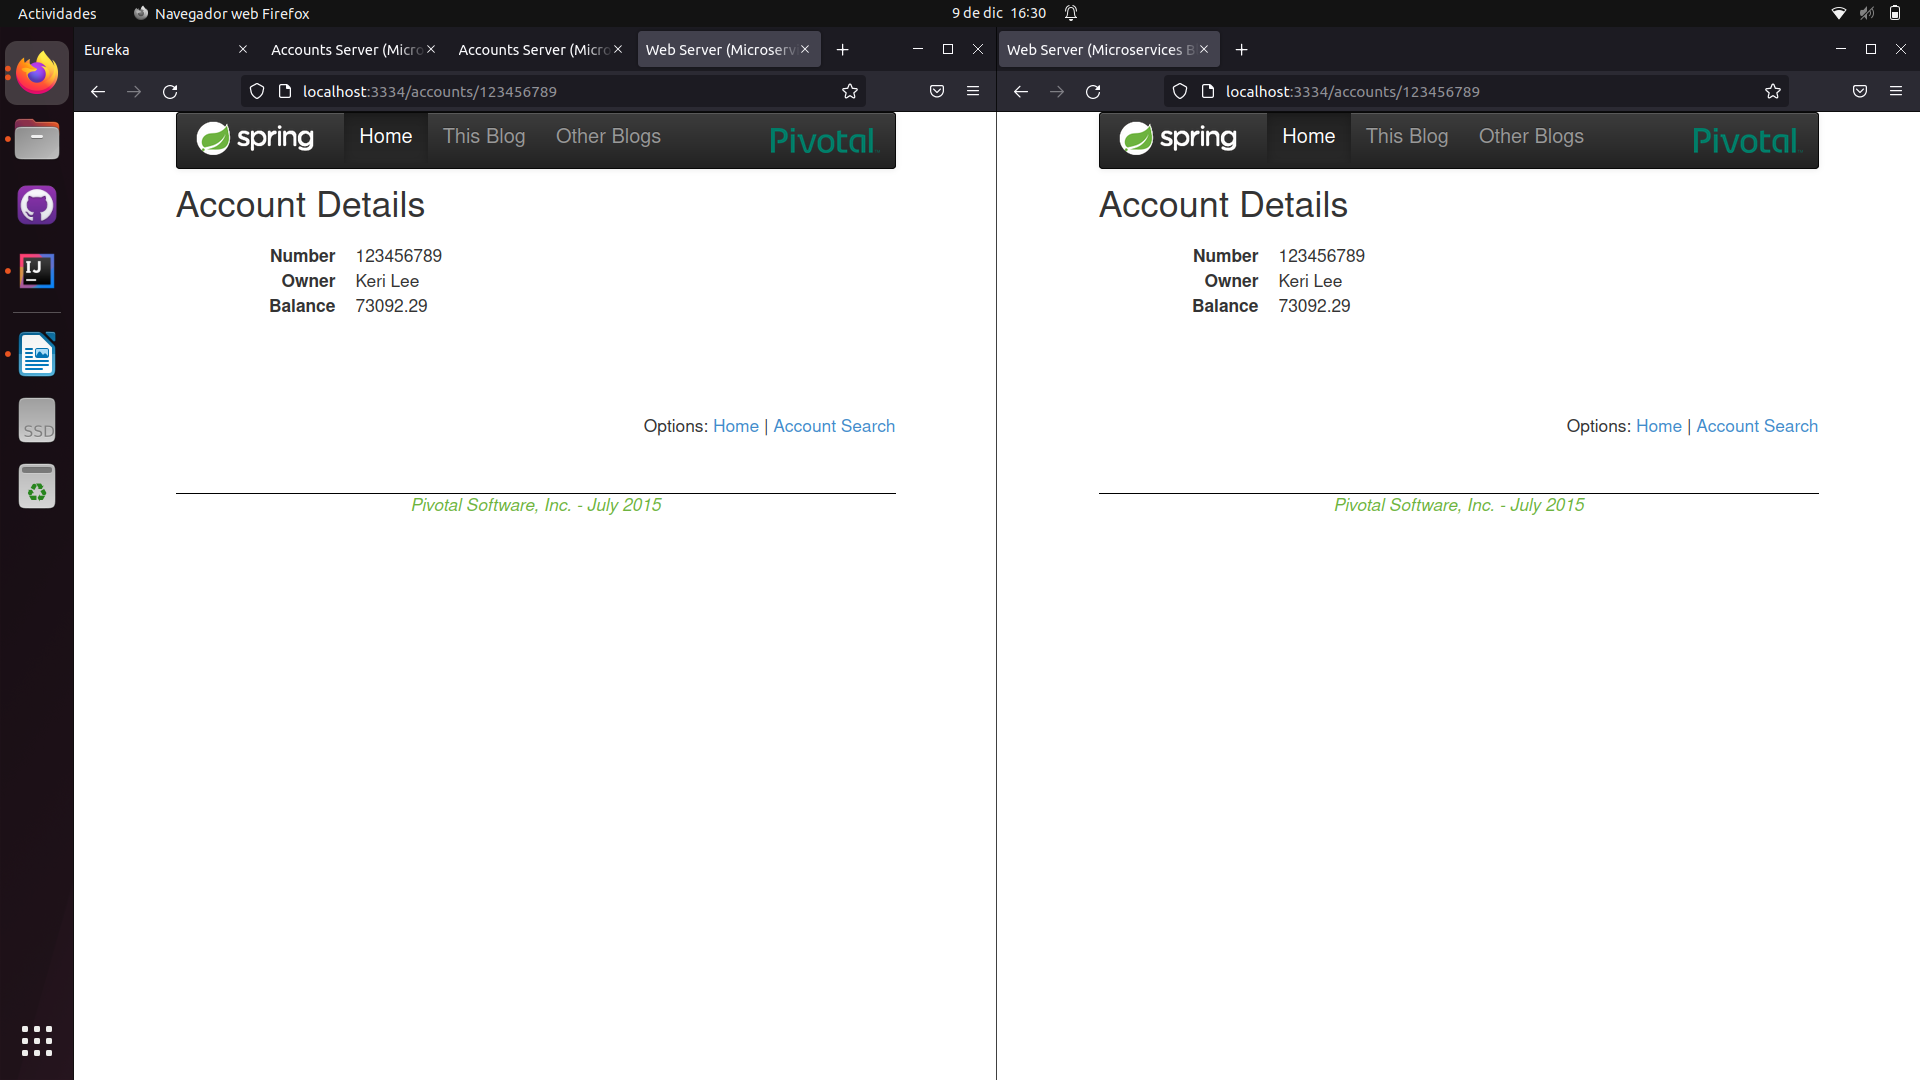 Actividades
Navegador web Firefox
9 de dic 16:30
Eureka
Accounts Server (Micro
Accounts Server (Micro
Web Server (Microserv
localhost:3334/accounts/123456789
spring
Home
This Blog
Other Blogs
Pivotal
Account Details
Number 123456789
Owner Keri Lee
Balance 73092.29
Options: Home | Account Search
Pivotal Software, Inc. - July 2015
Web Server (Microservices B
localhost:3334/accounts/123456789
spring
Home
This Blog
Other Blogs
Pivotal
Account Details
Number 123456789
Owner Keri Lee
Balance 73092.29
Options: Home | Account Search
Pivotal Software, Inc. - July 2015
IJ
SSD